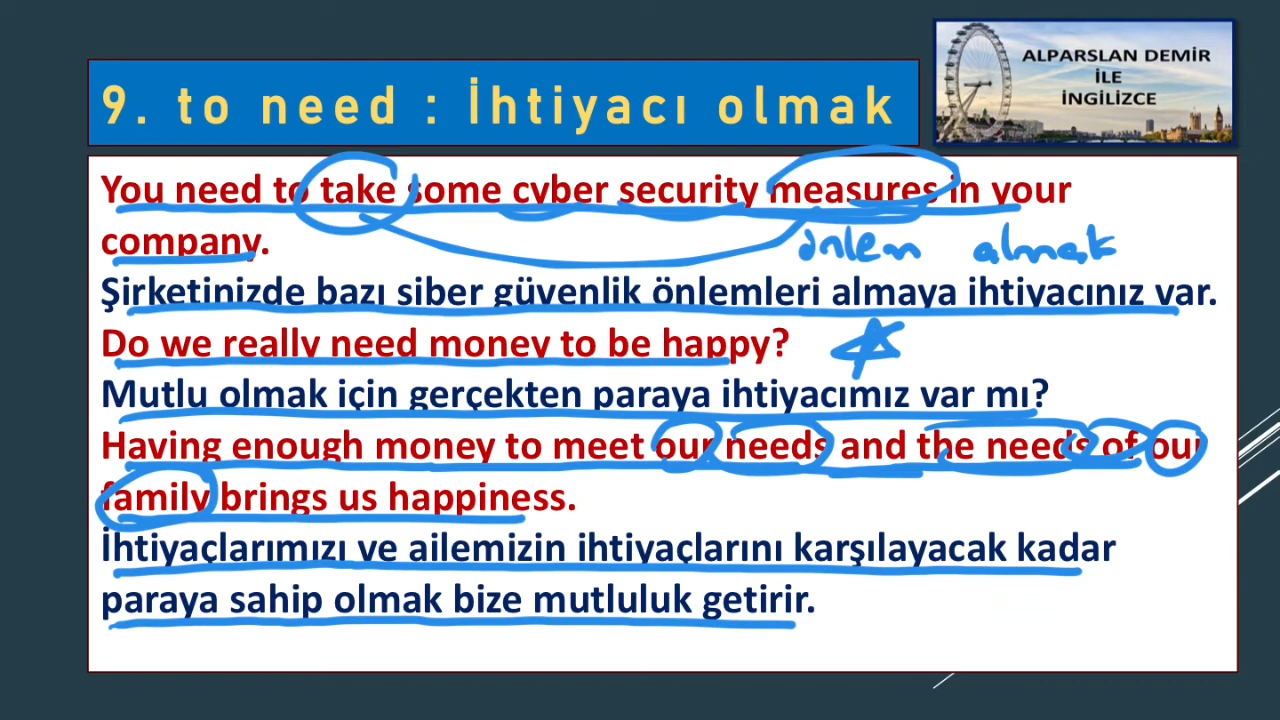 9. to need : İhtiyacı olmak
ALPARSLAN DEMİR
İLE
İNGİLİZCE
You need to take some cyber security measures in your
company.
önlem almak
Şirketinizde bazı siber güvenlik önlemleri almaya ihtiyacınız var.
Do we really need money to be happy?
Mutlu olmak için gerçekten paraya ihtiyacımız var mı?
Having enough money to meet our needs and the needs of our
family brings us happiness.
İhtiyaçlarımızı ve ailemizin ihtiyaçlarını karşılayacak kadar
paraya sahip olmak bize mutluluk getirir.